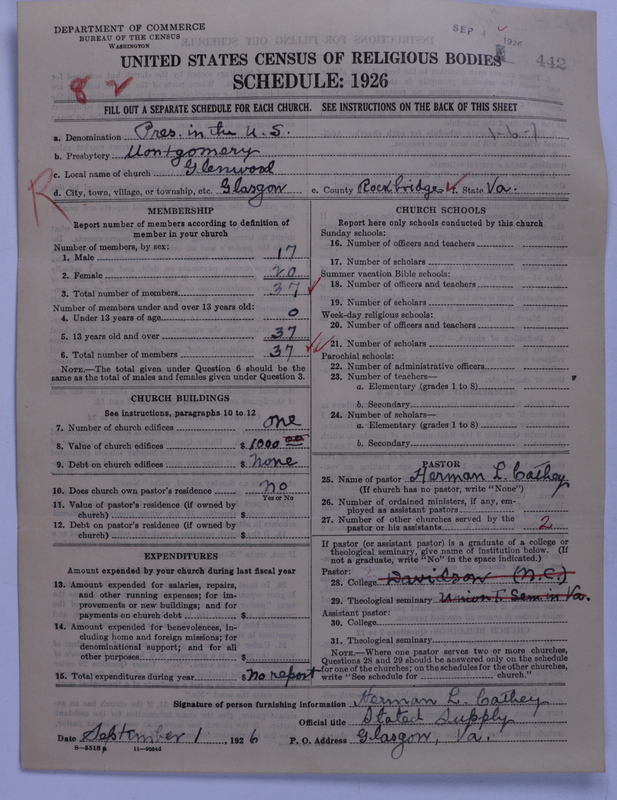 DEPARTMENT OF COMMERCE
BUREAU OF THE CENSUS
WASHINGTON
SEP 1926
442
UNITED STATES CENSUS OF RELIGIOUS BODIES
SCHEDULE: 1926
82
FILL OUT A SEPARATE SCHEDULE FOR EACH CHURCH. SEE INSTRUCTIONS ON THE BACK OF THIS SHEET
a. Denomination Pres. in the U.S. 1-6-7
b. Presbytery Montgomery
c. Local name of church Glenwood
R
d. City, town, village, or township, etc. Glasgow e. County Rockbridge f. State Va.
MEMBERSHIP
Report number of members according to definition of
member in your church
Number of members, by sex:
1. Male 17
2. Female 20
3. Total number of members 37
Number of members under and over 13 years old:
4. Under 13 years of age 0
5. 13 years old and over 37
6. Total number of members 37
NOTE.—The total given under Question 6 should be the
same as the total of males and females given under Question 3.
CHURCH BUILDINGS
See instructions, paragraphs 10 to 12
7. Number of church edifices one
8. Value of church edifices $ 1000 00
9. Debt on church edifices $ none
10. Does church own pastor's residence no
Yes or No
11. Value of pastor's residence (if owned by
church) $
12. Debt on pastor's residence (if owned by
church) $
EXPENDITURES
Amount expended by your church during last fiscal year
13. Amount expended for salaries, repairs,
and other running expenses; for im-
provements or new buildings; and for
payments on church debt $
14. Amount expended for benevolences, in-
cluding home and foreign missions; for
denominational support; and for all
other purposes $
15. Total expenditures during year $ No report
CHURCH SCHOOLS
Report here only schools conducted by this church
Sunday schools:
16. Number of officers and teachers
17. Number of scholars
Summer vacation Bible schools:
18. Number of officers and teachers
19. Number of scholars
Week-day religious schools:
20. Number of officers and teachers
21. Number of scholars
Parochial schools:
22. Number of administrative officers
23. Number of teachers—
a. Elementary (grades 1 to 8)
b. Secondary
24. Number of scholars—
a. Elementary (grades 1 to 8)
b. Secondary
PASTOR
25. Name of pastor Herman L. Cathey
(If church has no pastor, write "None")
26. Number of ordained ministers, if any, em-
ployed as assistant pastors
27. Number of other churches served by the
pastor or his assistants 2
If pastor (or assistant pastor) is a graduate of a college or
theological seminary, give name of institution below. (If
not a graduate, write "No" in the space indicated.)
Pastor:
28. College Davidson (N.C.)
29. Theological seminary Union T. Sem. in Va.
Assistant pastor:
30. College
31. Theological seminary
NOTE.—Where one pastor serves two or more churches,
Questions 28 and 29 should be answered only on the schedule
for one of the churches; on the schedules for the other churches,
write "See schedule for church."
Signature of person furnishing information Herman L. Cathey
Official title Stated Supply
Date September 1, 1926 P. O. Address Glasgow, Va.